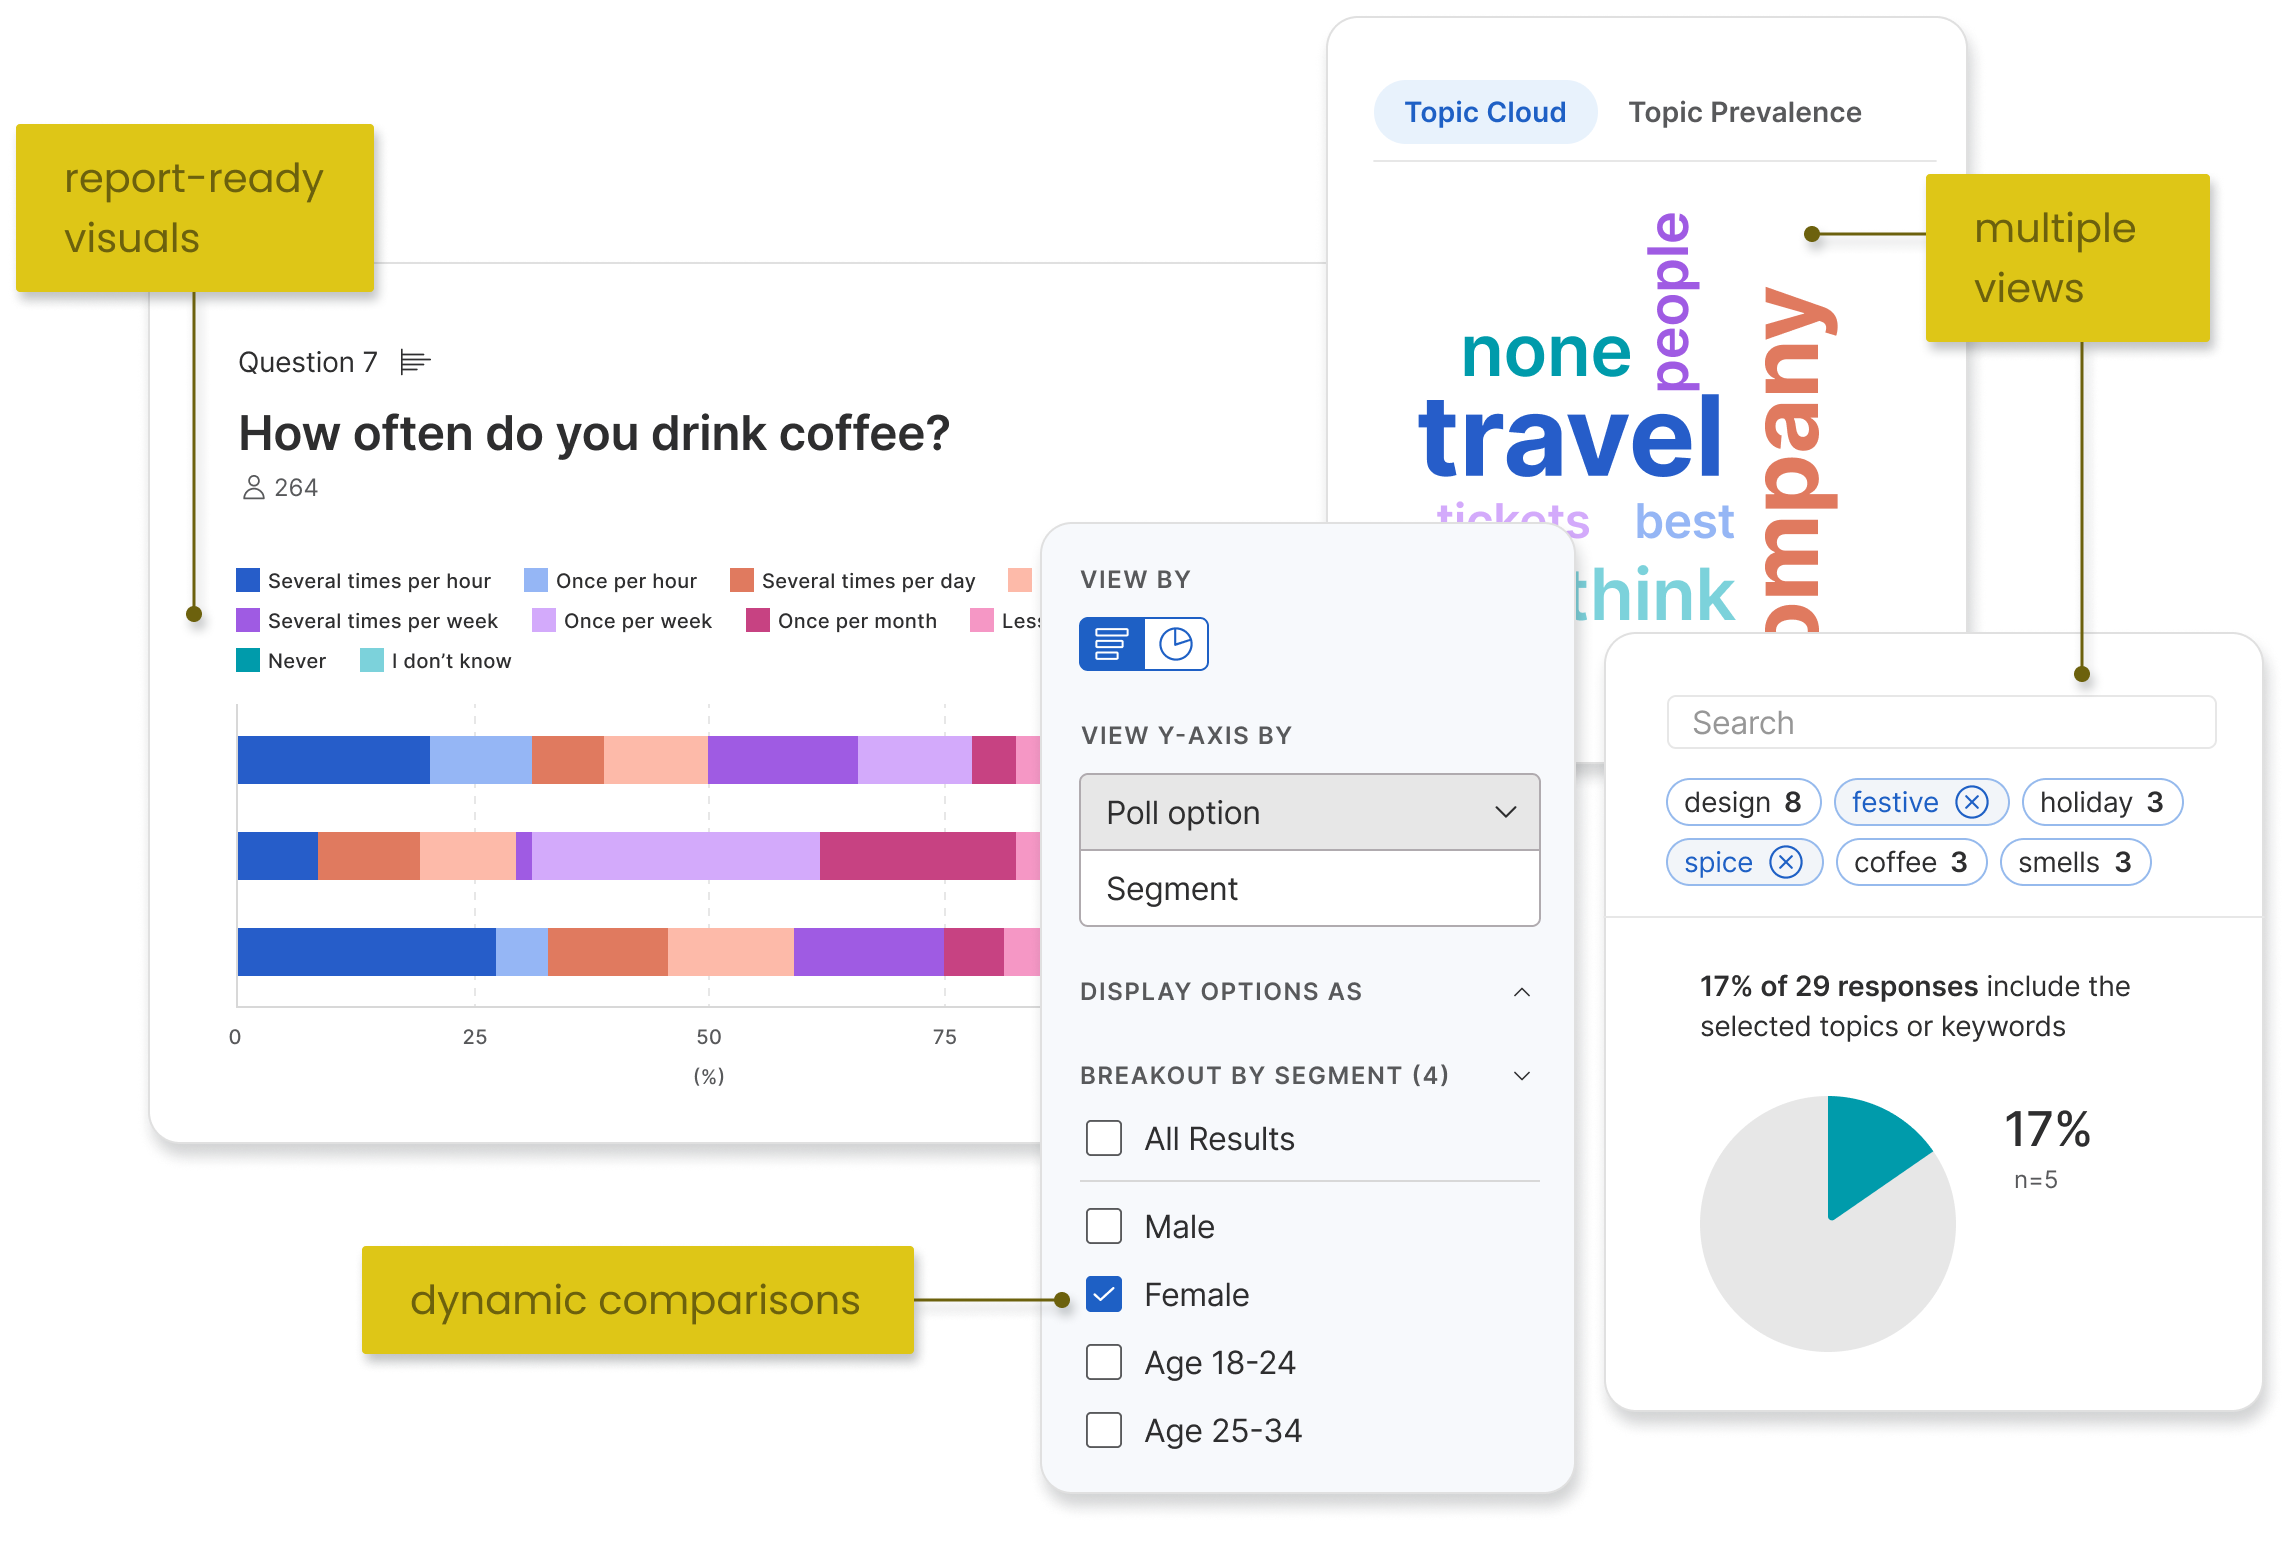 report-ready
visuals
Question 7
How often do you drink coffee?
264
Several times per hour Once per hour Several times per day
Several times per week Once per week Once per month
Never I don’t know
0 25 50 75
(%)
dynamic comparisons
Topic Cloud Topic Prevalence
people
none
travel
best
think
multiple
views
VIEW BY
VIEW Y-AXIS BY
Poll option
Segment
DISPLAY OPTIONS AS
BREAKOUT BY SEGMENT (4)
All Results
Male
Female
Age 18-24
Age 25-34
Search
design 8 festive holiday 3
spice coffee 3 smells 3
17% of 29 responses include the
selected topics or keywords
17%
n=5